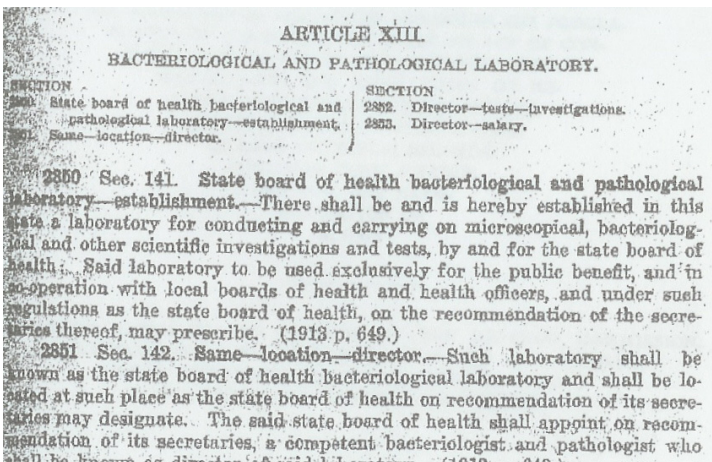 ARTICLE XIII.
BACTERIOLOGICAL AND PATHOLOGICAL LABORATORY.
SECTION
State board of health bacteriological and
pathological laboratory—establishment.
Same—location—director.
SECTION
2852. Director—tests—investigations.
2853. Director—salary.
2850 Sec. 141. State board of health bacteriological and pathological
laboratory—establishment.—There shall be and is hereby established in this
state a laboratory for conducting and carrying on microscopical, bacteriolog-
ical and other scientific investigations and tests, by and for the state board of
health: Said laboratory to be used exclusively for the public benefit, and in
co-operation with local boards of health and health officers, and under such
regulations as the state board of health, on the recommendation of the secre-
taries thereof, may prescribe. (1913 p. 649.)
2851 Sec. 142. Same—location—director.—Such laboratory shall be
known as the state board of health bacteriological laboratory and shall be lo-
cated at such place as the state board of health on recommendation of its secre-
taries may designate. The said state board of health shall appoint on recom-
mendation of its secretaries, a competent bacteriologist and pathologist who